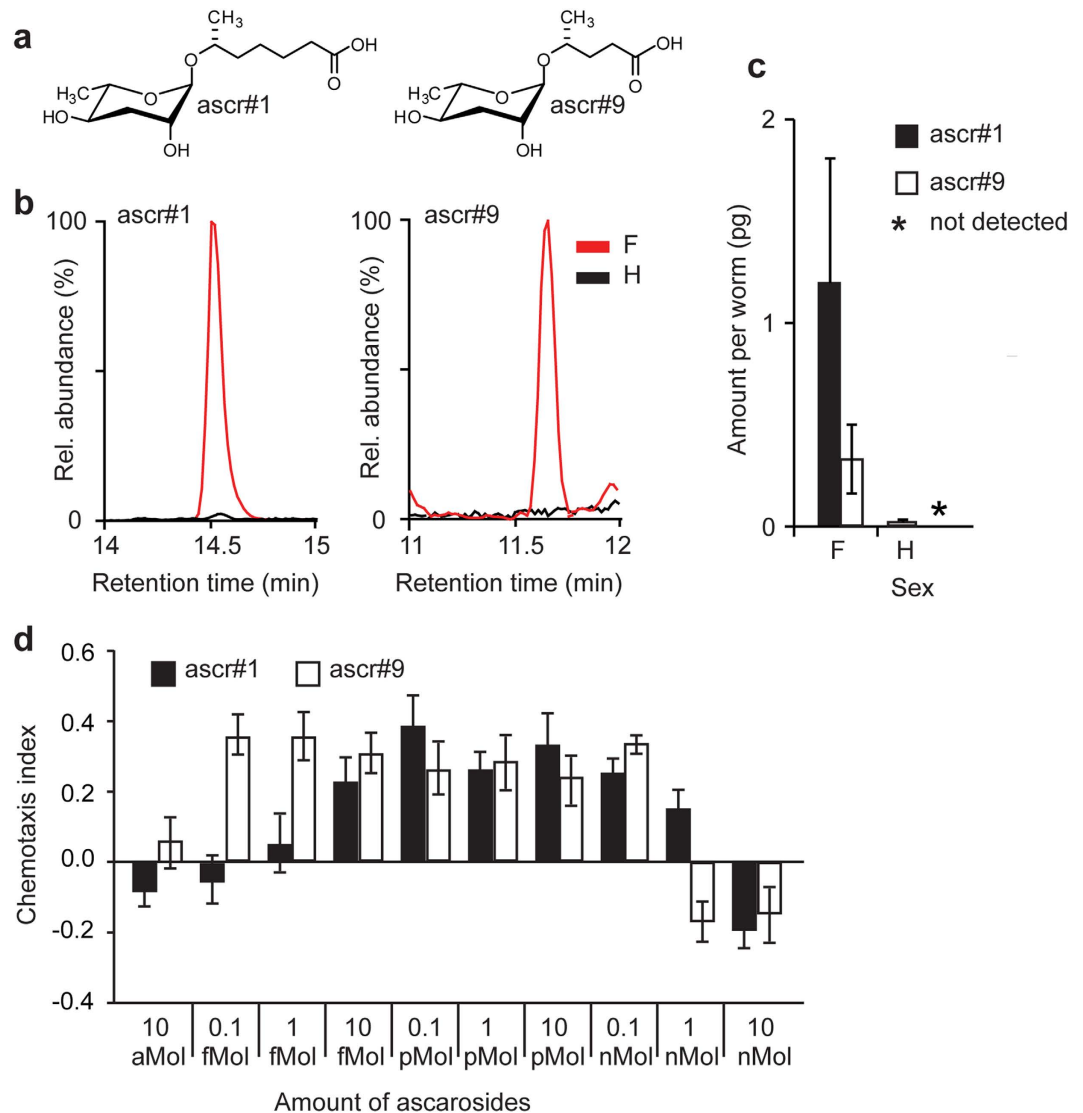 a
CH3
O
OH
O
H3C
O
HO
OH
ascr#1
CH3
O
OH
O
H3C
O
HO
OH
ascr#9
b
ascr#1
100
0
Rel. abundance (%)
14
14.5
15
Retention time (min)
ascr#9
100
0
Rel. abundance (%)
F
H
11
11.5
12
Retention time (min)
c
2
1
0
Amount per worm (pg)
ascr#1
ascr#9
* not detected
*
F
H
Sex
d
ascr#1
ascr#9
0.6
0.4
0.2
0.0
-0.2
-0.4
Chemotaxis index
10 0.1 1 10 0.1 1 10 0.1 1 10
aMol fMol fMol fMol pMol pMol pMol nMol nMol nMol
Amount of ascarosides